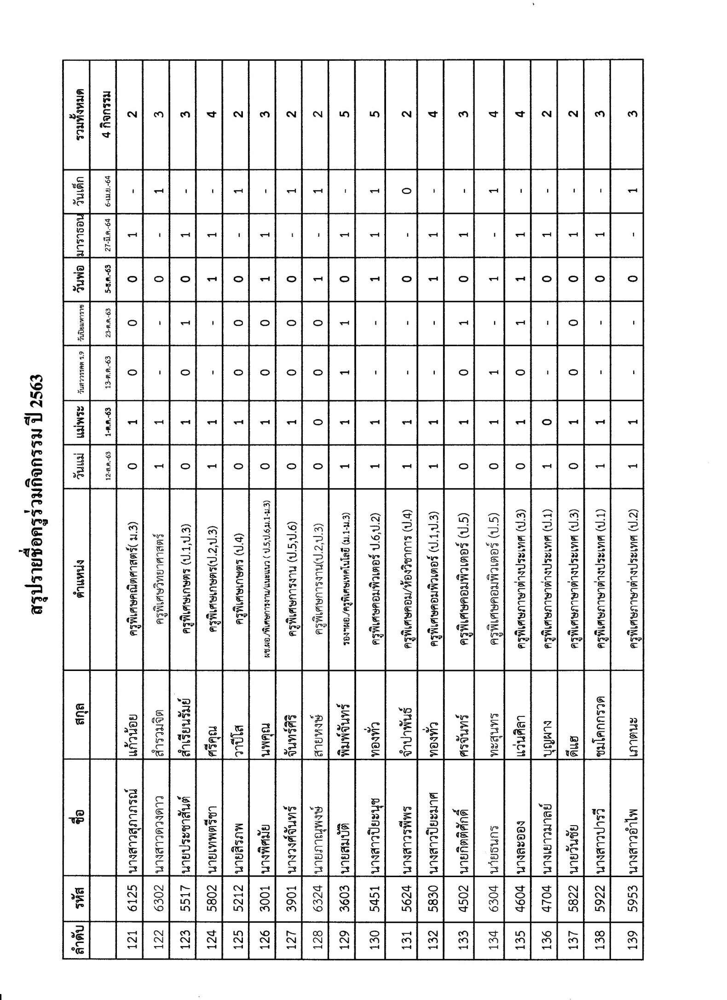 สรุปรายชื่อครูร่วมกิจกรรม ปี 2563
ลำดับ รหัส ชื่อ สกุล ตำแหน่ง วันแม่ แม่พระ วันสวรรคต ร.9 วันปิยมหาราช วันพ่อ มาราธอน วันเด็ก รวมทั้งหมด
12-ส.ค.-63 1-ต.ค.-63 13-ต.ค.-63 23-ต.ค.-63 5-ธ.ค.-63 27-มี.ค.-64 6-เม.ย.-64 4 กิจกรรม
121 6125 นางสาวสุภาภรณ์ แก้วน้อย ครูพิเศษคณิตศาสตร์( ม.3) 0 1 0 0 0 1 - 2
122 6302 นางสาวดวงดาว สำรวมจิต ครูพิเศษวิทยาศาสตร์ 1 1 - - 0 - 1 3
123 5517 นายประชาสันต์ สำเรียนรัมย์ ครูพิเศษเกษตร (ป.1,ป.3) 0 1 0 1 0 1 - 3
124 5802 นายเทพตรีชา ศรีคุณ ครูพิเศษเกษตร(ป.2,ป.3) 1 1 - - 1 1 - 4
125 5212 นายสิรภพ วาปีโส ครูพิเศษเกษตร (ป.4) 0 1 0 0 0 - 1 2
126 3001 นางพิศมัย นพคุณ ผช.ผอ./พิเศษการงาน/แนะแนว ( ป.5,ป.6,ม.1-ม.3) 0 1 0 0 1 1 - 3
127 3901 นางวงศ์จันทร์ จันทร์ศิริ ครูพิเศษการงาน (ป.5,ป.6) 0 1 0 0 0 - 1 2
128 6324 นายภาณุพงษ์ สายหงษ์ ครูพิเศษการงาน(ป.2,ป.3) 0 0 0 0 1 - 1 2
129 3603 นายสมบัติ พิมพ์จันทร์ รองฯผอ./ครูพิเศษเทคโนโลยี (ม.1-ม.3) 1 1 1 1 0 1 - 5
130 5451 นางสาวปิยะนุช ทองทั่ว ครูพิเศษคอมพิวเตอร์ ป.6,ป.2) 1 1 - - 1 1 1 5
131 5624 นางสาวรพีพร จำปาพันธ์ ครูพิเศษคอม/ห้องวิชาการ (ป.4) 1 1 - - 0 - 0 2
132 5830 นางสาวปิยะมาศ ทองทั่ว ครูพิเศษคอมพิวเตอร์ (ป.1,ป.3) 1 1 - - 1 1 - 4
133 4502 นายกิตติศักดิ์ ศรจันทร์ ครูพิเศษคอมพิวเตอร์ (ป.5) 0 1 0 1 0 1 - 3
134 6304 นายธนกร ทะสุนทร ครูพิเศษคอมพิวเตอร์ (ป.5) 0 1 1 - 1 - 1 4
135 4604 นางละออง แว่นศิลา ครูพิเศษภาษาต่างประเทศ (ป.3) 0 1 0 1 1 1 - 4
136 4704 นางเยาวมาลย์ บุญผาง ครูพิเศษภาษาต่างประเทศ (ป.1) 1 0 - - 0 1 - 2
137 5822 นายวันชัย ดีแฮ ครูพิเศษภาษาต่างประเทศ (ป.3) 0 1 0 0 0 1 - 2
138 5922 นางสาวปารวี ชมโคกกรวด ครูพิเศษภาษาต่างประเทศ (ป.1) 1 1 - - 0 1 - 3
139 5953 นางสาวอำไพ เภาตนะ ครูพิเศษภาษาต่างประเทศ (ป.2) 1 1 - - 0 - 1 3